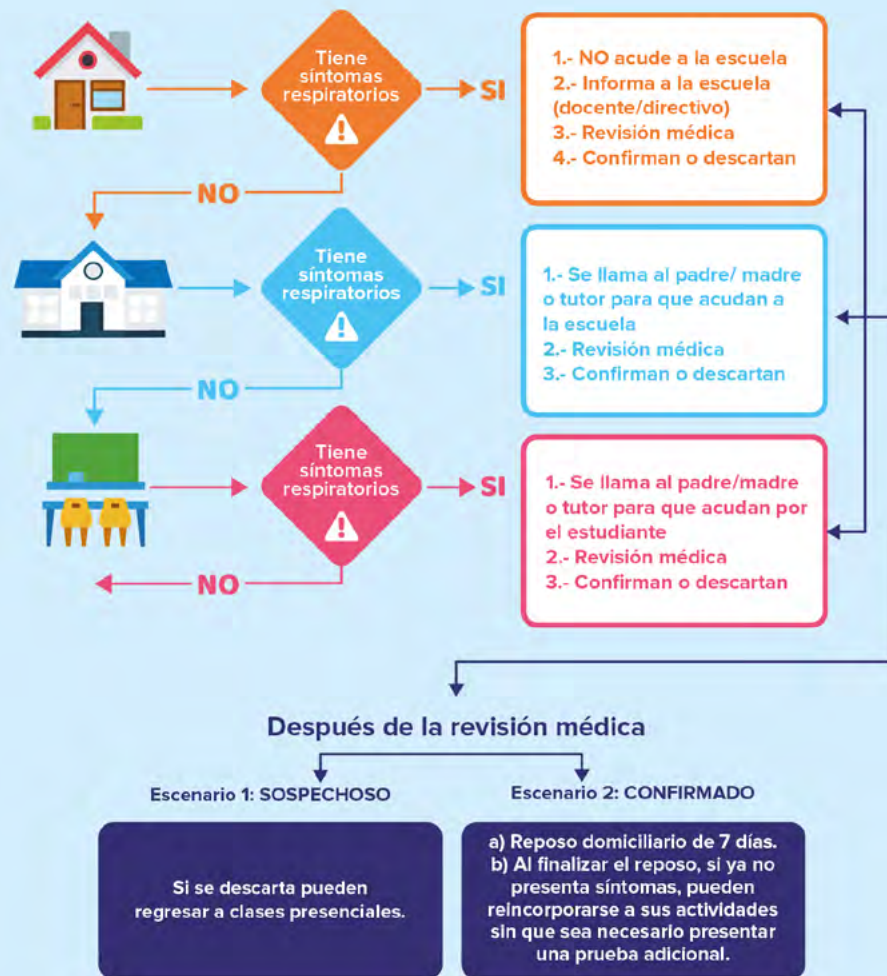 Tiene
síntomas
respiratorios
SI
1.- NO acude a la escuela
2.- Informa a la escuela
(docente/directivo)
3.- Revisión médica
4.- Confirman o descartan
NO
Tiene
síntomas
respiratorios
SI
1.- Se llama al padre/ madre
o tutor para que acudan a
la escuela
2.- Revisión médica
3.- Confirman o descartan
NO
Tiene
síntomas
respiratorios
SI
1.- Se llama al padre/madre
o tutor para que acudan por
el estudiante
2.- Revisión médica
3.- Confirman o descartan
NO
Después de la revisión médica
Escenario 1: SOSPECHOSO
Si se descarta pueden
regresar a clases presenciales.
Escenario 2: CONFIRMADO
a) Reposo domiciliario de 7 días.
b) Al finalizar el reposo, si ya no
presenta síntomas, pueden
reincorporarse a sus actividades
sin que sea necesario presentar
una prueba adicional.